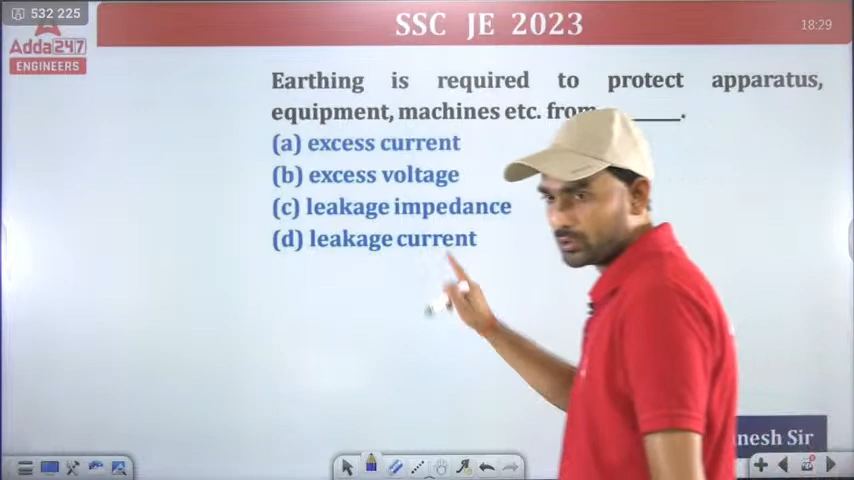 532 225
SSC JE 2023
18:29
Adda247
ENGINEERS
Earthing is required to protect apparatus,
equipment, machines etc. from ______.
(a) excess current
(b) excess voltage
(c) leakage impedance
(d) leakage current
nesh Sir